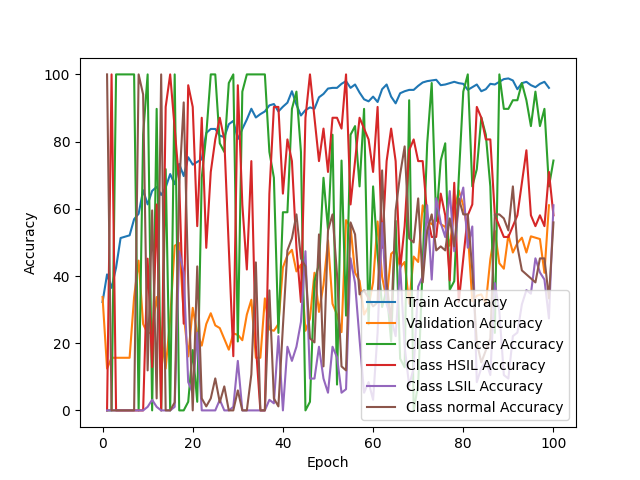 100
80
60
40
20
0
Accuracy
Train Accuracy
Validation Accuracy
Class Cancer Accuracy
Class HSIL Accuracy
Class LSIL Accuracy
Class normal Accuracy
0 20 40 60 80 100
Epoch